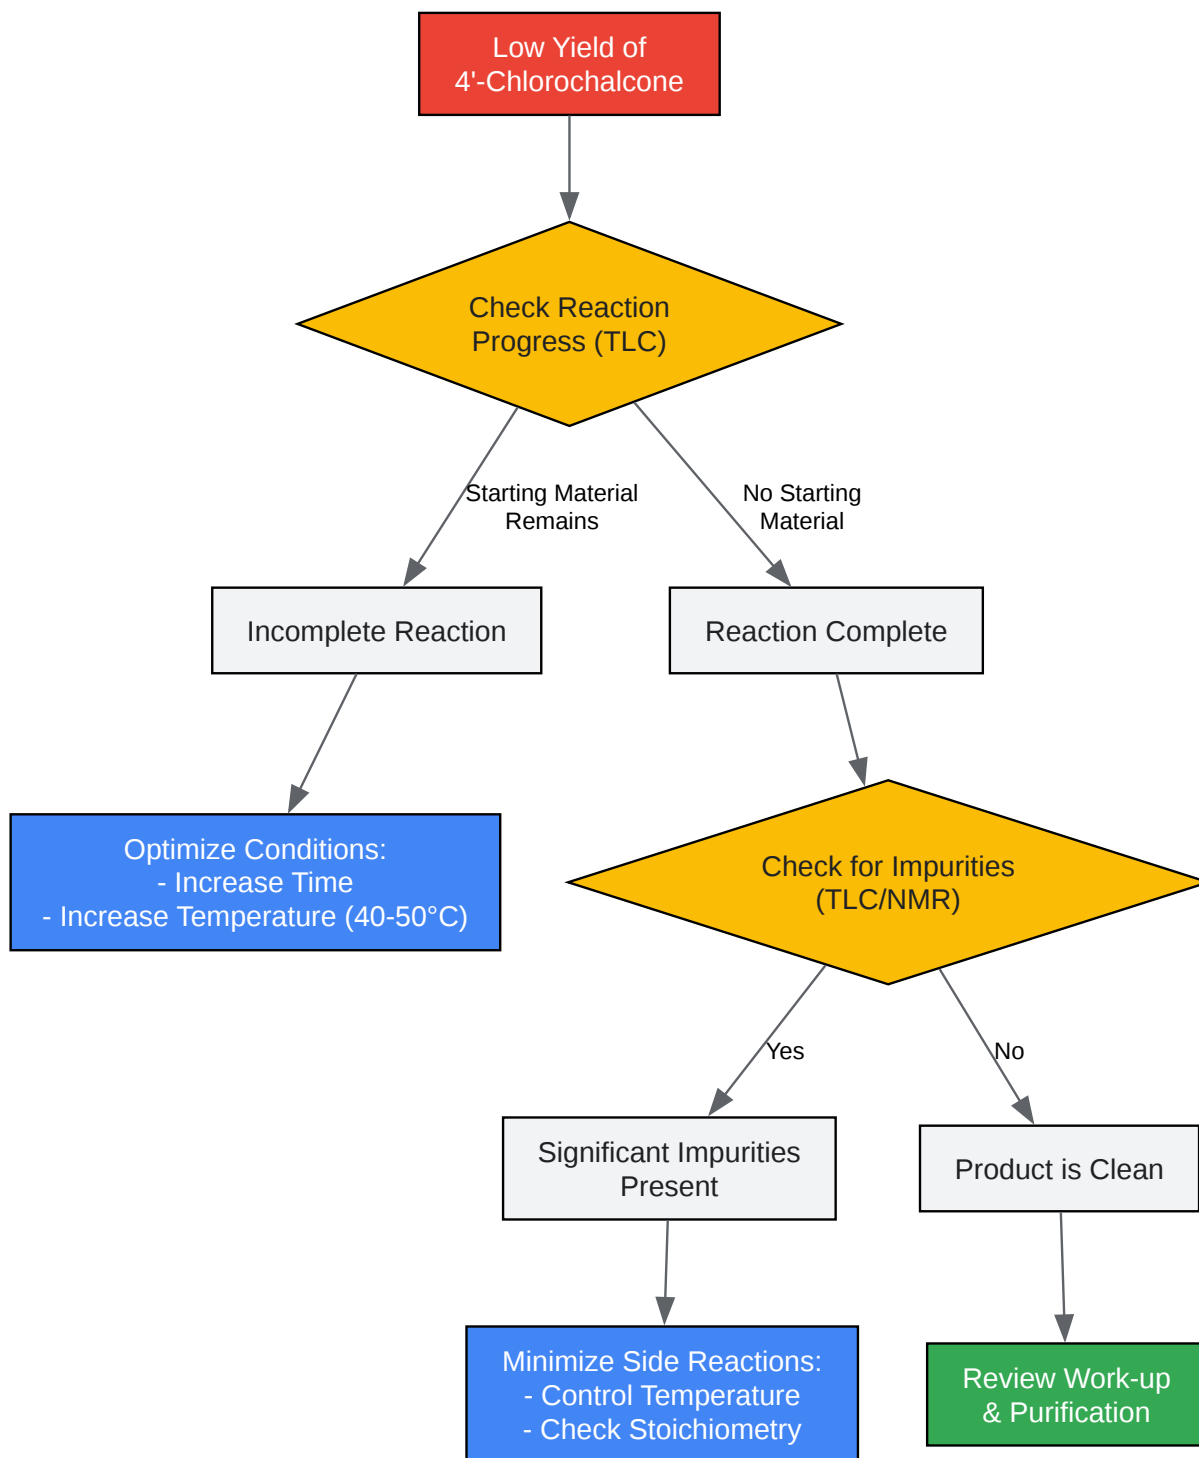 Low Yield of
4'-Chlorochalcone
Check Reaction
Progress (TLC)
Starting Material
Remains
No Starting
Material
Incomplete Reaction
Reaction Complete
Optimize Conditions:
- Increase Time
- Increase Temperature (40-50°C)
Check for Impurities
(TLC/NMR)
Yes
No
Significant Impurities
Present
Product is Clean
Minimize Side Reactions:
- Control Temperature
- Check Stoichiometry
Review Work-up
& Purification